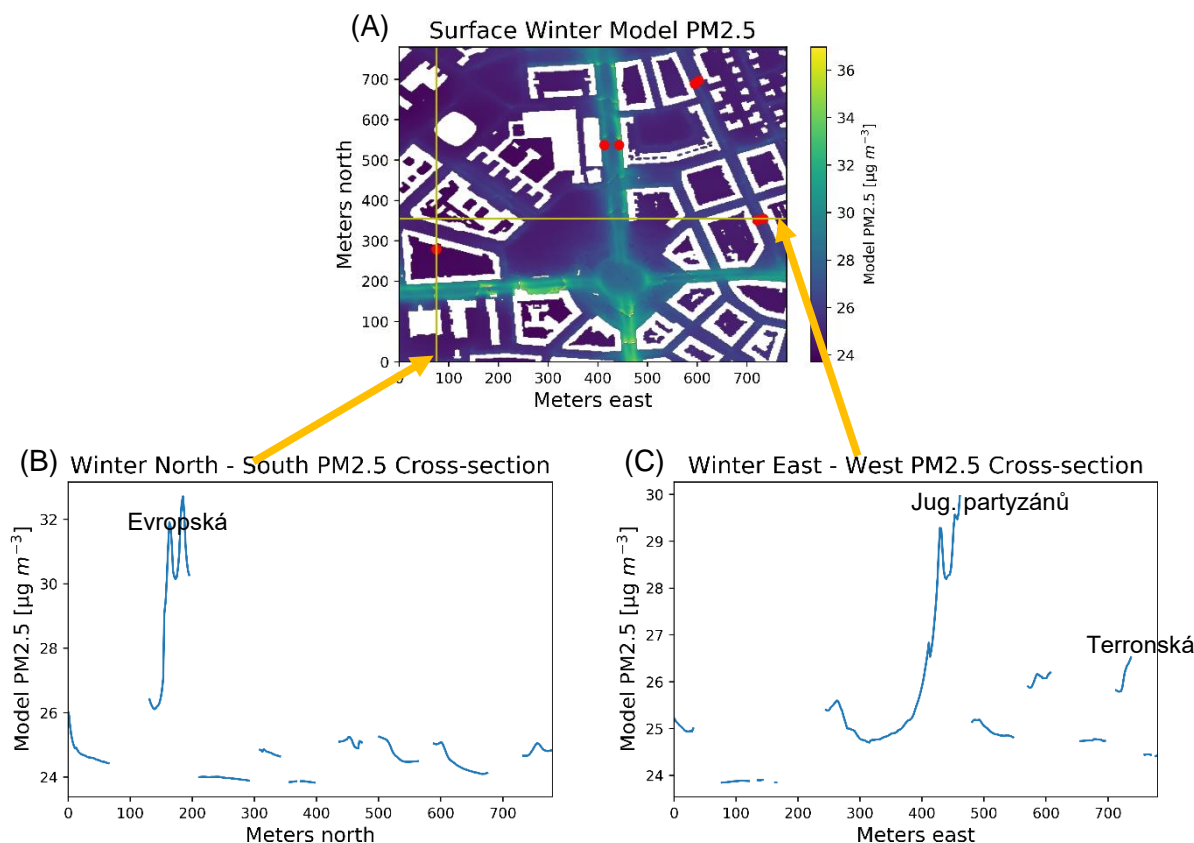 (A)
Surface Winter Model PM2.5
Meters north
700
600
500
400
300
200
100
0
0 100 200 300 400 500 600 700
Meters east
36
34
32
30
28
26
24
Model PM2.5 [µg m⁻³]
(B)
Winter North - South PM2.5 Cross-section
Evropská
Model PM2.5 [µg m⁻³]
32
30
28
26
24
0 100 200 300 400 500 600 700
Meters north
(C)
Winter East - West PM2.5 Cross-section
Jug. partyzánů
Terronská
Model PM2.5 [µg m⁻³]
30
29
28
27
26
25
24
0 100 200 300 400 500 600 700
Meters east